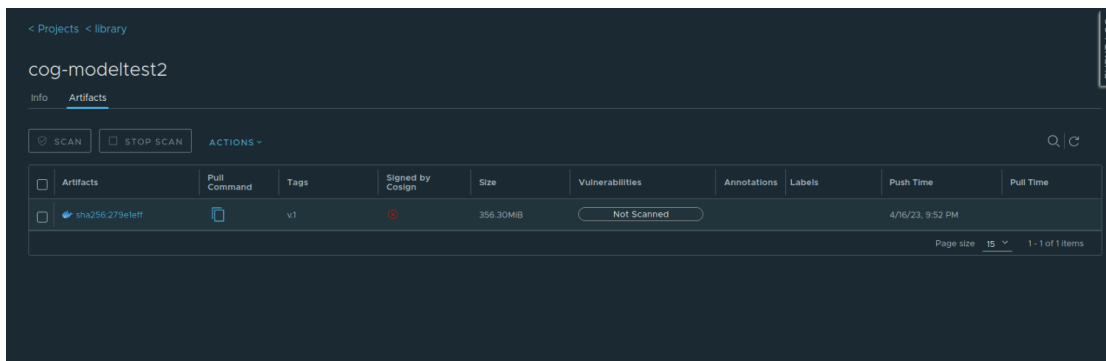 < Projects < library
cog-modeltest2
Info Artifacts
SCAN STOP SCAN ACTIONS
Artifacts Pull Command Tags Signed by Cosign Size Vulnerabilities Annotations Labels Push Time Pull Time
sha256:279e1eff v.1 356.30MiB Not Scanned 4/16/23, 9:52 PM
Page size 15 1 - 1 of 1 items